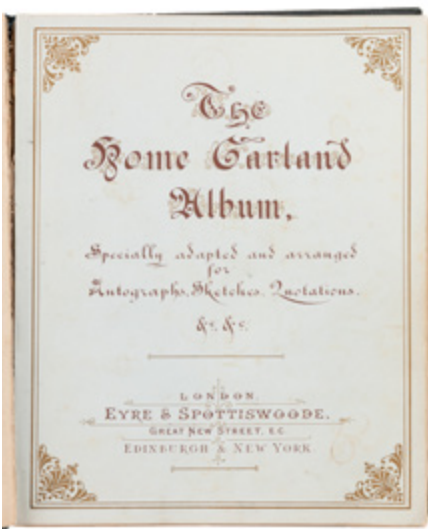 The
Home Garland
Album,
Specially adapted and arranged
for
Autographs, Sketches, Quotations.
&c. &c.
LONDON.
EYRE & SPOTTISWOODE,
GREAT NEW STREET, E.C.
EDINBURGH & NEW YORK.